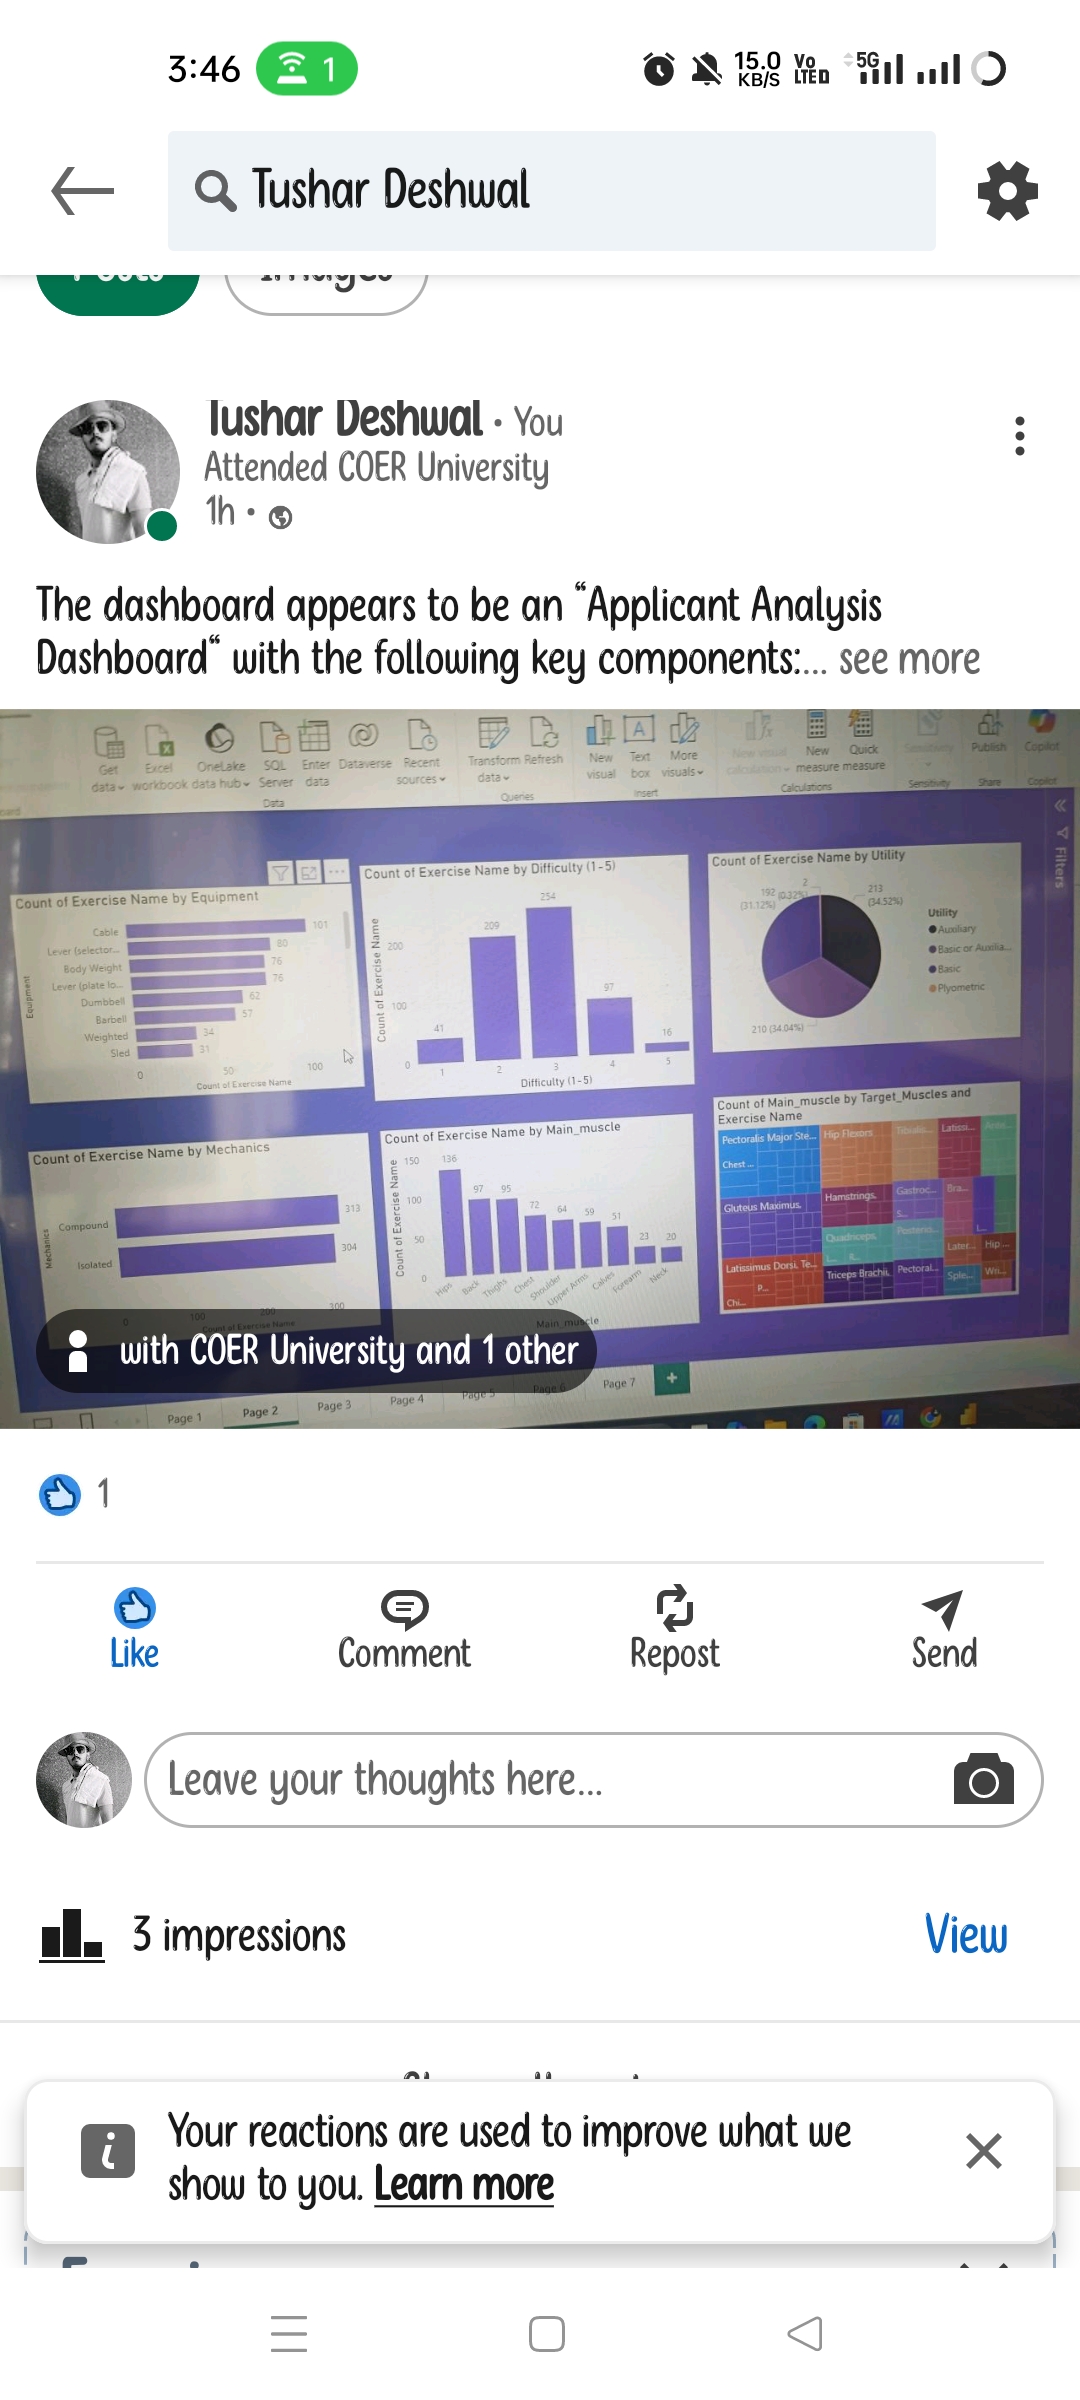 3:46
1
15.0
KB/S
Vo
LTE D
5G
Tushar Deshwal
Posts
Images
Tushar Deshwal • You
Attended COER University
1h •
The dashboard appears to be an “Applicant Analysis
Dashboard“ with the following key components:... see more
Get
data
Excel
workbook
OneLake
data hub
SQL
Server
Enter
data
Dataverse
Recent
sources
Transform
data
Refresh
New
visual
Text
box
More
visuals
New visual
calculation
New
measure
Quick
measure
Sensitivity
Publish
Copilot
Data
Queries
Insert
Calculations
Sensitivity
Share
Copilot
Filters
Count of Exercise Name by Equipment
Equipment
Cable 101
Lever (selector... 80
Body Weight 76
Lever (plate lo... 76
Dumbbell 62
Barbell 57
Weighted 34
Sled 31
0 50 100
Count of Exercise Name
Count of Exercise Name by Difficulty (1-5)
Count of Exercise Name
200
100
0
41
209
254
97
16
1 2 3 4 5
Difficulty (1-5)
Count of Exercise Name by Utility
2
(0.32%)
192
(31.12%)
213
(34.52%)
210 (34.04%)
Utility
Auxiliary
Basic or Auxilia...
Basic
Plyometric
Count of Exercise Name by Mechanics
Mechanics
Compound 313
Isolated 304
0 100 200 300
Count of Exercise Name
Count of Exercise Name by Main_muscle
Count of Exercise Name
150
100
50
0
136
97
95
72
64
59
51
23
20
Hips
Back
Thighs
Chest
Shoulder
Upper Arms
Calves
Forearm
Neck
Main_muscle
Count of Main_muscle by Target_Muscles and
Exercise Name
Pectoralis Major Ste...
Hip Flexors
Tibialis...
Latissi...
Chest ...
Gluteus Maximus,
Hamstrings,
Gastroc...
Bra...
S...
Quadriceps,
Latissimus Dorsi, Te...
P...
Chi...
Triceps Brachii,
Pectoral...
Later...
Hip ...
Sple...
Wri...
with COER University and 1 other
Page 1
Page 2
Page 3
Page 4
Page 5
Page 6
Page 7
+
1
Like
Comment
Repost
Send
Leave your thoughts here...
3 impressions
View
Your reactions are used to improve what we
show to you. Learn more